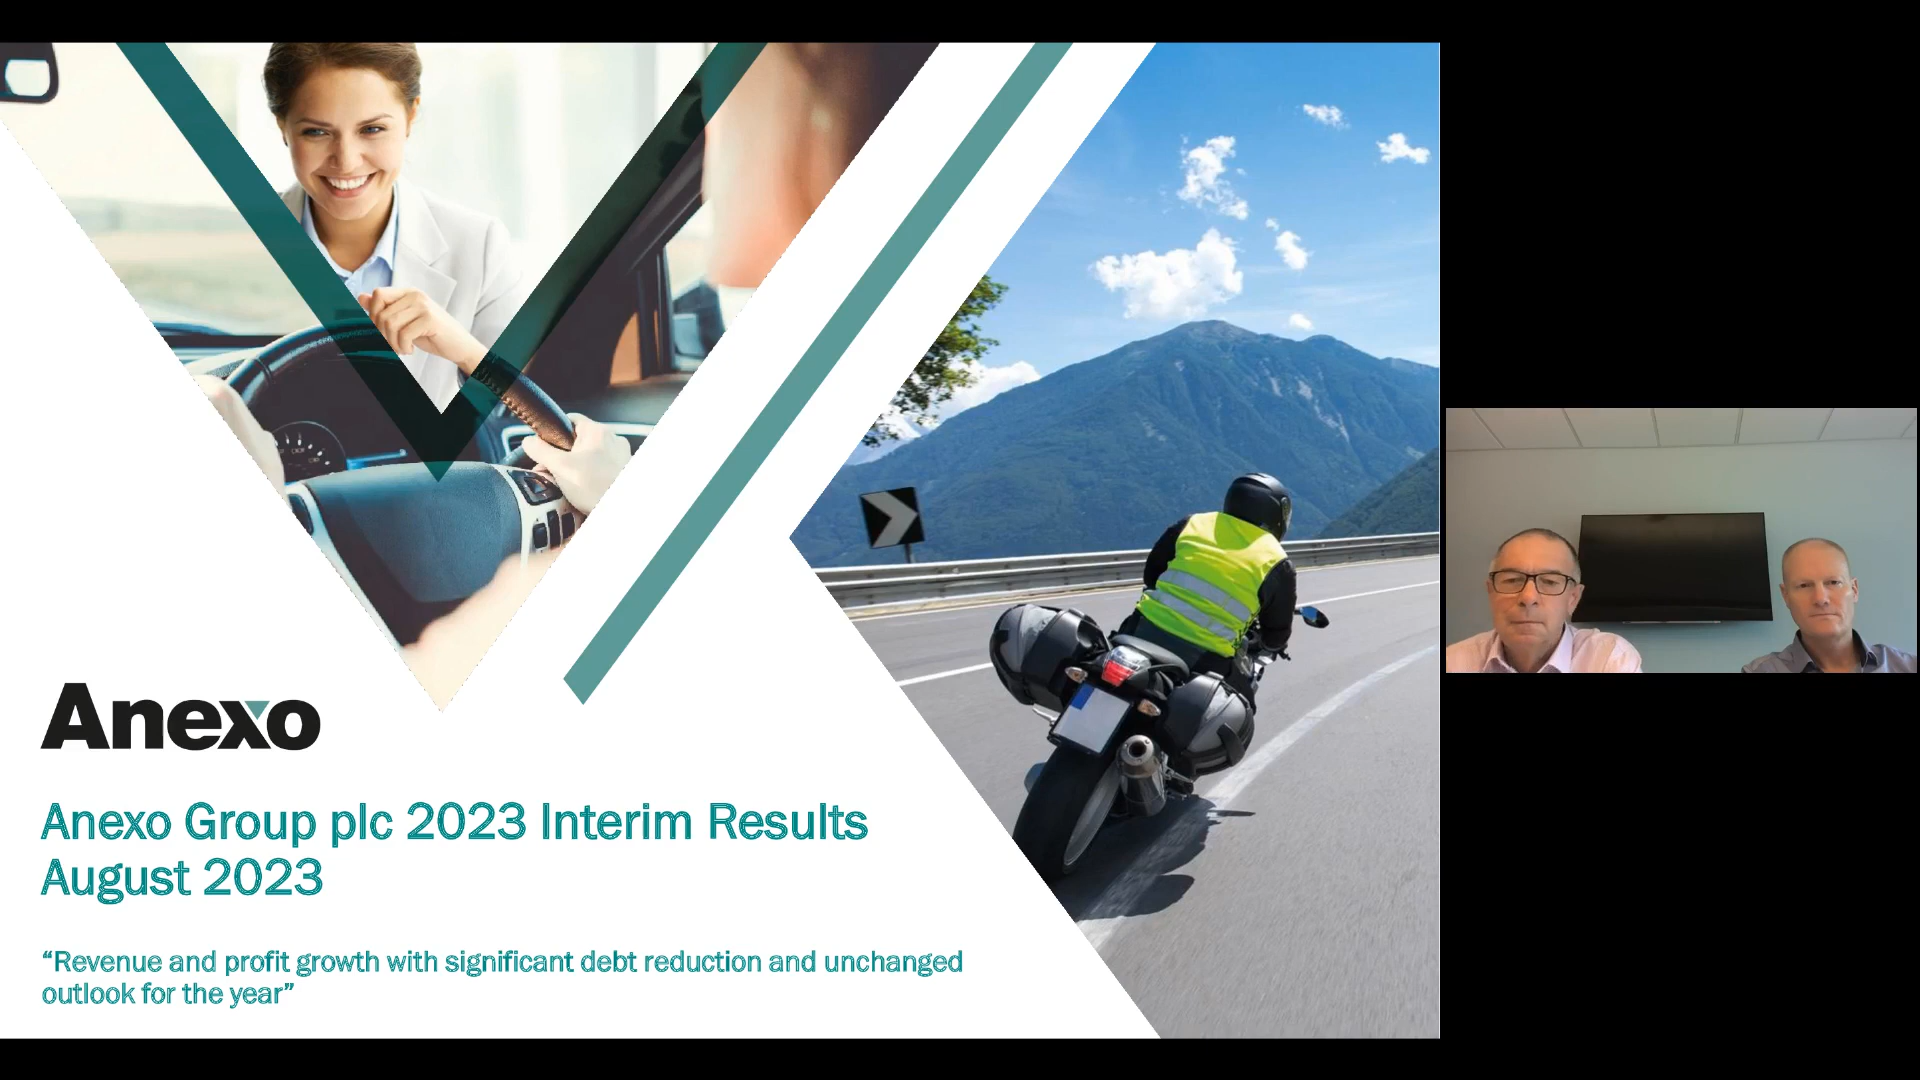 Anexo
Anexo Group plc 2023 Interim Results
August 2023
“Revenue and profit growth with significant debt reduction and unchanged
outlook for the year”